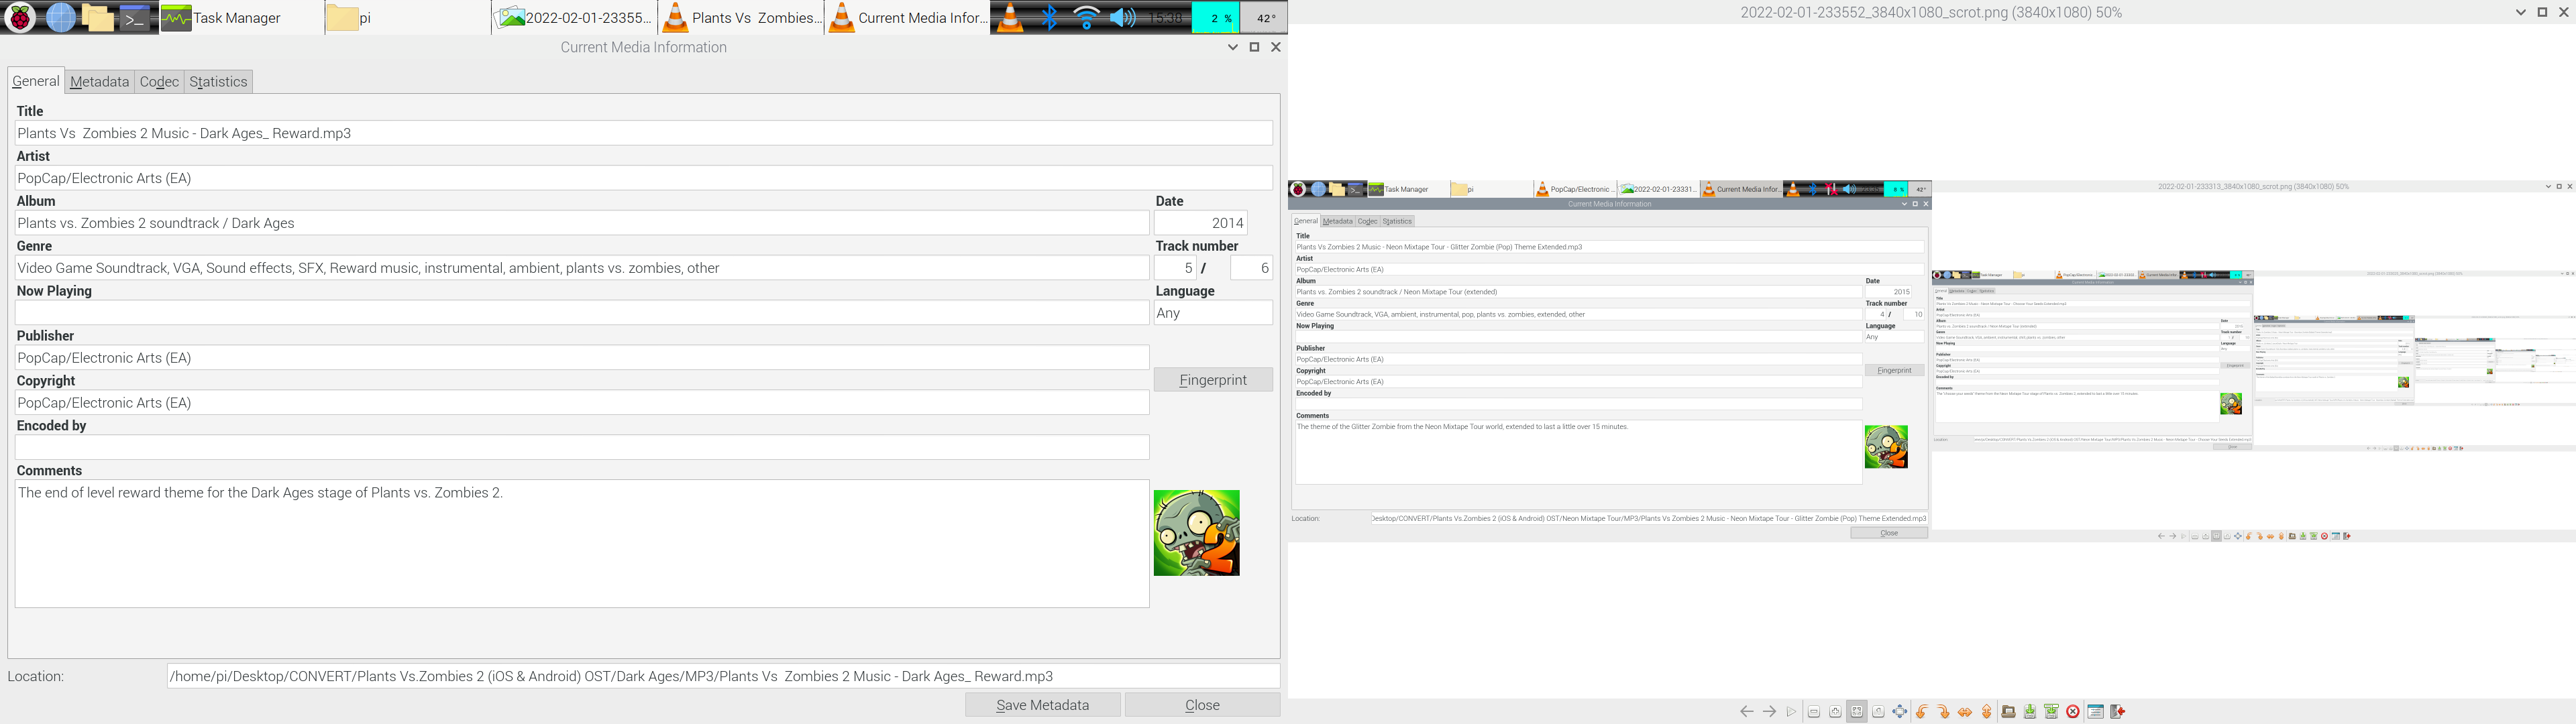 Task Manager
pi
2022-02-01-23355...
Plants Vs  Zombies...
Current Media Infor...
15:38
2 %
42°
Current Media Information
General
Metadata
Codec
Statistics
Title
Plants Vs  Zombies 2 Music - Dark Ages_ Reward.mp3
Artist
PopCap/Electronic Arts (EA)
Album
Date
Plants vs. Zombies 2 soundtrack / Dark Ages
2014
Genre
Track number
Video Game Soundtrack, VGA, Sound effects, SFX, Reward music, instrumental, ambient, plants vs. zombies, other
5 / 6
Now Playing
Language
Any
Publisher
PopCap/Electronic Arts (EA)
Copyright
Fingerprint
PopCap/Electronic Arts (EA)
Encoded by
Comments
The end of level reward theme for the Dark Ages stage of Plants vs. Zombies 2.
2
Location:
/home/pi/Desktop/CONVERT/Plants Vs.Zombies 2 (iOS & Android) OST/Dark Ages/MP3/Plants Vs  Zombies 2 Music - Dark Ages_ Reward.mp3
Save Metadata
Close
2022-02-01-233552_3840x1080_scrot.png (3840x1080) 50%
Task Manager
pi
PopCap/Electronic ...
2022-02-01-23331...
Current Media Infor...
8 %
42°
2022-02-01-233313_3840x1080_scrot.png (3840x1080) 50%
Current Media Information
General
Metadata
Codec
Statistics
Title
Plants Vs Zombies 2 Music - Neon Mixtape Tour - Glitter Zombie (Pop) Theme Extended.mp3
Artist
PopCap/Electronic Arts (EA)
Album
Date
Plants vs. Zombies 2 soundtrack / Neon Mixtape Tour (extended)
2015
Genre
Track number
Video Game Soundtrack, VGA, ambient, instrumental, pop, plants vs. zombies, extended, other
4 / 10
Now Playing
Language
Any
Publisher
PopCap/Electronic Arts (EA)
Copyright
Fingerprint
PopCap/Electronic Arts (EA)
Encoded by
Comments
The theme of the Glitter Zombie from the Neon Mixtape Tour world, extended to last a little over 15 minutes.
2
Location:
Desktop/CONVERT/Plants Vs.Zombies 2 (iOS & Android) OST/Neon Mixtape Tour/MP3/Plants Vs Zombies 2 Music - Neon Mixtape Tour - Glitter Zombie (Pop) Theme Extended.mp3
Close